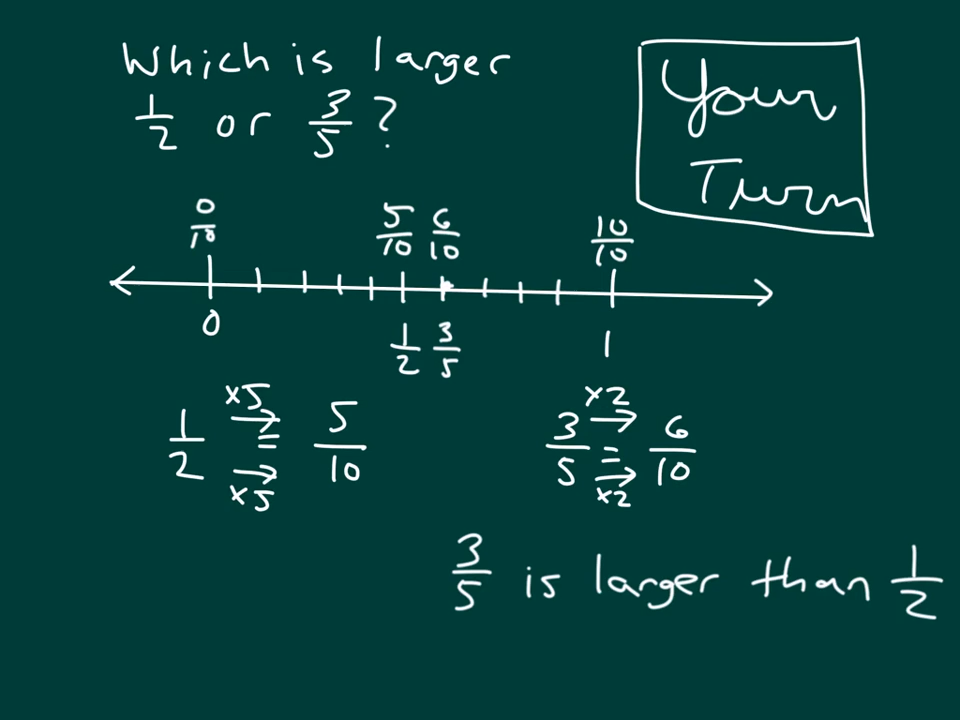 Which is larger
1/2 or 3/5 ?
Your
Turn
0/10 5/10 6/10 10/10
0 1/2 3/5 1
×5 ×2
1/2 = 5/10 3/5 = 6/10
×5 ×2
3/5 is larger than 1/2